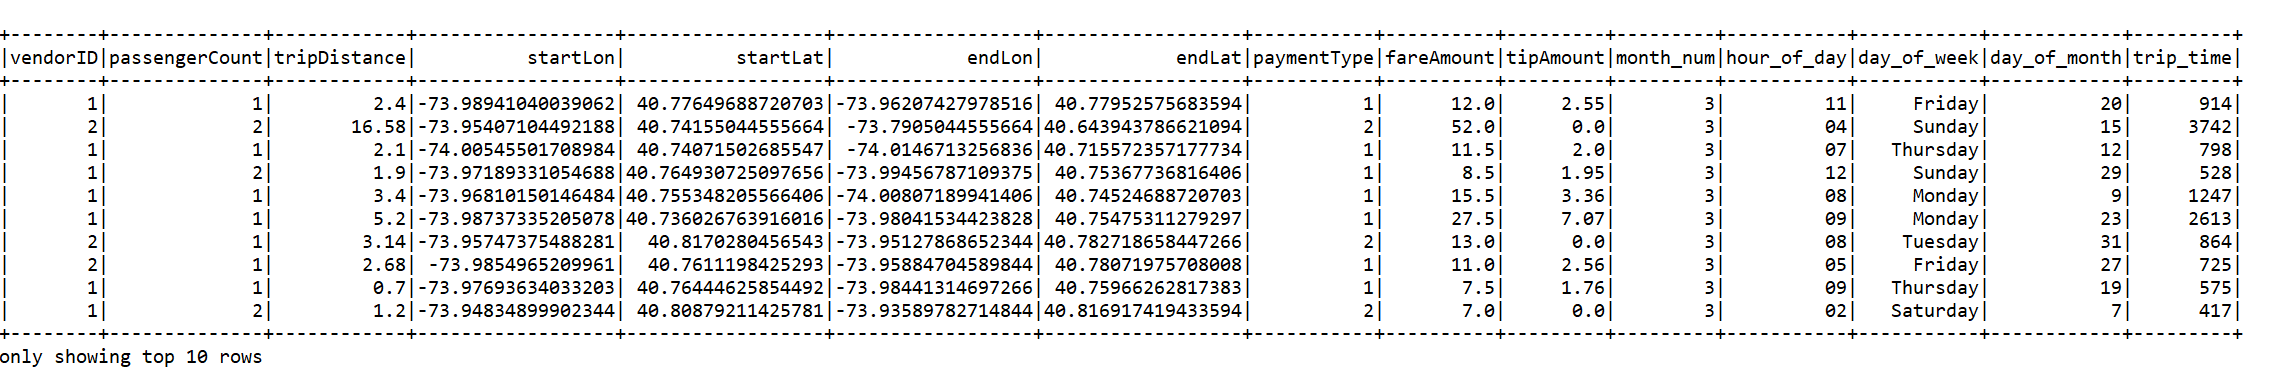 +--------+--------------+------------+------------------+------------------+------------------+------------------+-----------+----------+---------+---------+-----------+-----------+------------+---------+
|vendorID|passengerCount|tripDistance|          startLon|          startLat|            endLon|            endLat|paymentType|fareAmount|tipAmount|month_num|hour_of_day|day_of_week|day_of_month|trip_time|
+--------+--------------+------------+------------------+------------------+------------------+------------------+-----------+----------+---------+---------+-----------+-----------+------------+---------+
|       1|             1|         2.4|-73.98941040039062| 40.77649688720703|-73.96207427978516| 40.77952575683594|          1|      12.0|     2.55|        3|         11|     Friday|          20|      914|
|       2|             2|       16.58|-73.95407104492188| 40.74155044555664| -73.7905044555664|40.643943786621094|          2|      52.0|      0.0|        3|         04|     Sunday|          15|     3742|
|       1|             1|         2.1|-74.00545501708984| 40.74071502685547| -74.0146713256836|40.715572357177734|          1|      11.5|      2.0|        3|         07|   Thursday|          12|      798|
|       1|             2|         1.9|-73.97189331054688|40.764930725097656|-73.99456787109375| 40.75367736816406|          1|       8.5|     1.95|        3|         12|     Sunday|          29|      528|
|       1|             1|         3.4|-73.96810150146484|40.755348205566406|-74.00807189941406| 40.74524688720703|          1|      15.5|     3.36|        3|         08|     Monday|           9|     1247|
|       1|             1|         5.2|-73.98737335205078|40.736026763916016|-73.98041534423828| 40.75475311279297|          1|      27.5|     7.07|        3|         09|     Monday|          23|     2613|
|       2|             1|        3.14|-73.95747375488281|  40.8170280456543|-73.95127868652344|40.782718658447266|          2|      13.0|      0.0|        3|         08|    Tuesday|          31|      864|
|       2|             1|        2.68| -73.9854965209961|  40.7611198425293|-73.95884704589844| 40.78071975708008|          1|      11.0|     2.56|        3|         05|     Friday|          27|      725|
|       1|             1|         0.7|-73.97693634033203| 40.76444625854492|-73.98441314697266| 40.75966262817383|          1|       7.5|     1.76|        3|         09|   Thursday|          19|      575|
|       1|             2|         1.2|-73.94834899902344| 40.80879211425781|-73.93589782714844|40.816917419433594|          2|       7.0|      0.0|        3|         02|   Saturday|           7|      417|
+--------+--------------+------------+------------------+------------------+------------------+------------------+-----------+----------+---------+---------+-----------+-----------+------------+---------+
only showing top 10 rows